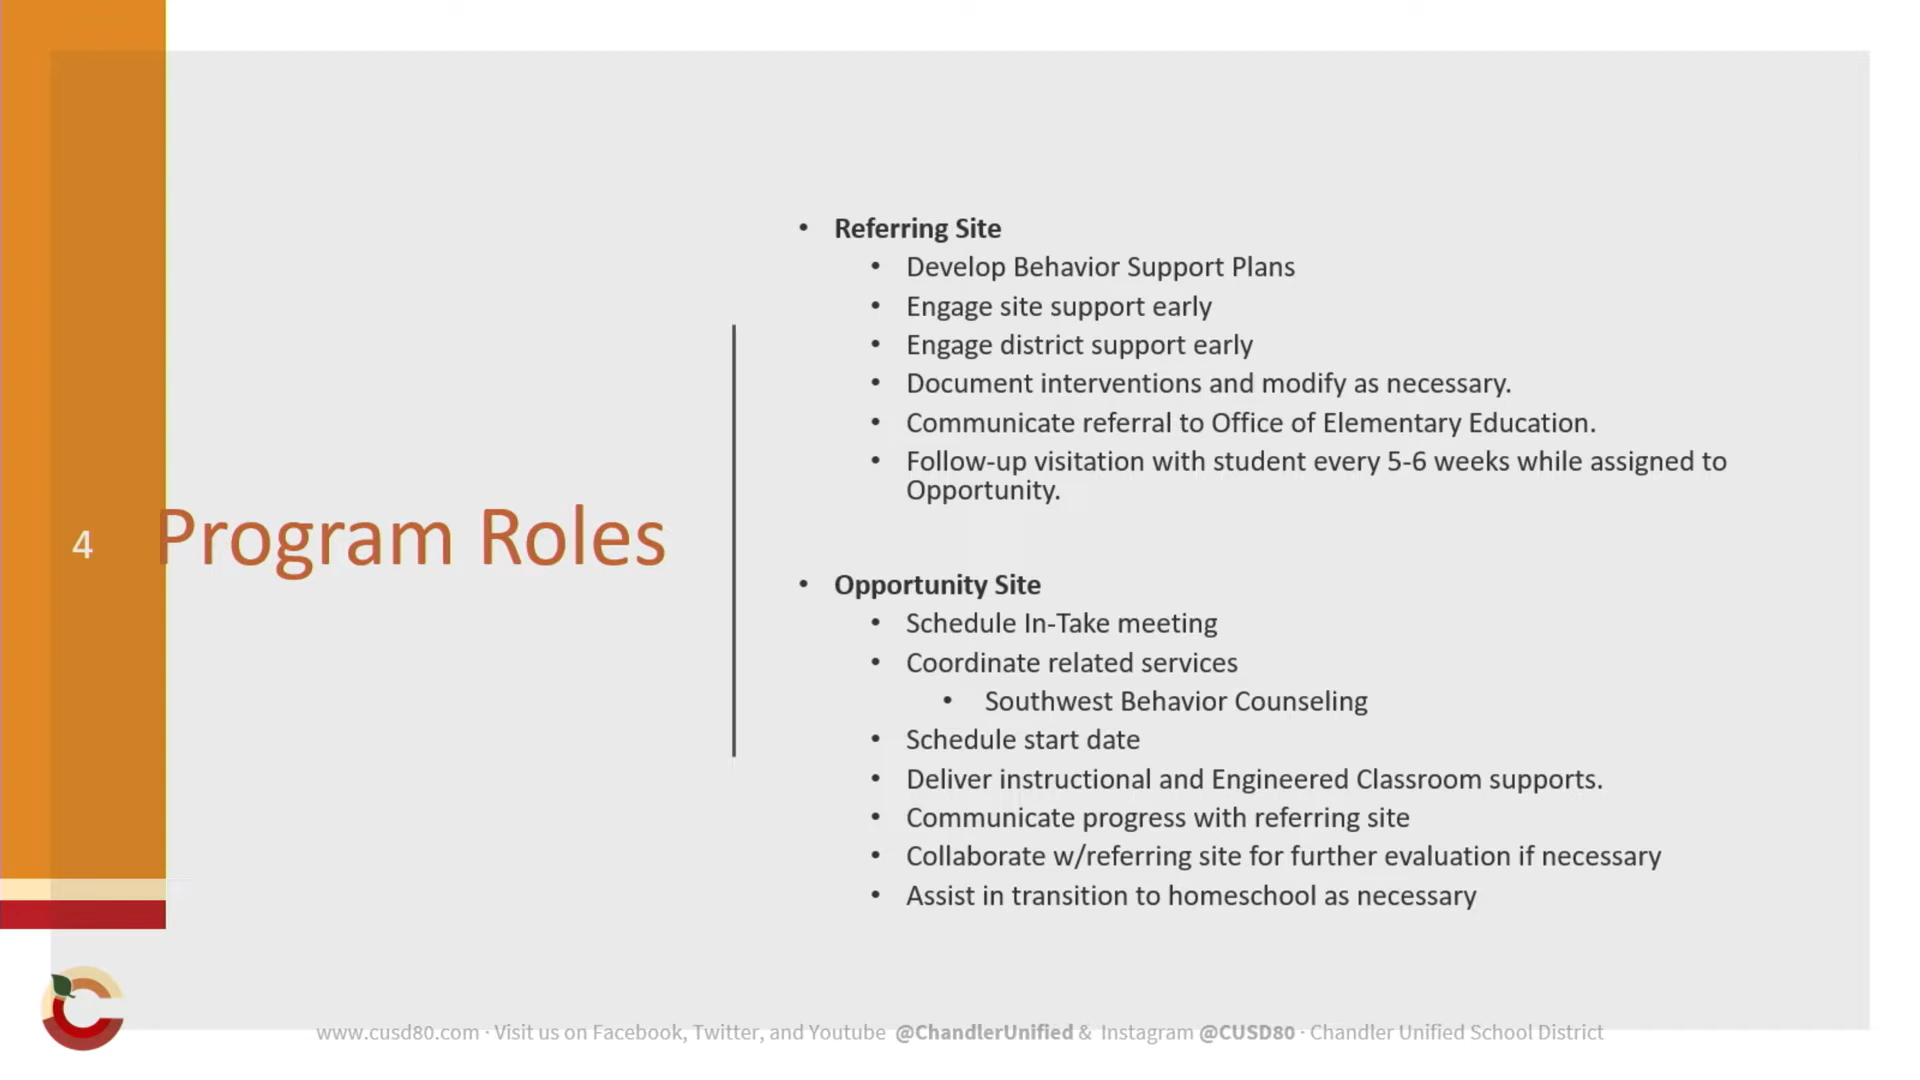 4
Program Roles
• Referring Site
• Develop Behavior Support Plans
• Engage site support early
• Engage district support early
• Document interventions and modify as necessary.
• Communicate referral to Office of Elementary Education.
• Follow-up visitation with student every 5-6 weeks while assigned to
Opportunity.
• Opportunity Site
• Schedule In-Take meeting
• Coordinate related services
• Southwest Behavior Counseling
• Schedule start date
• Deliver instructional and Engineered Classroom supports.
• Communicate progress with referring site
• Collaborate w/referring site for further evaluation if necessary
• Assist in transition to homeschool as necessary
www.cusd80.com · Visit us on Facebook, Twitter, and Youtube @ChandlerUnified & Instagram @CUSD80 · Chandler Unified School District